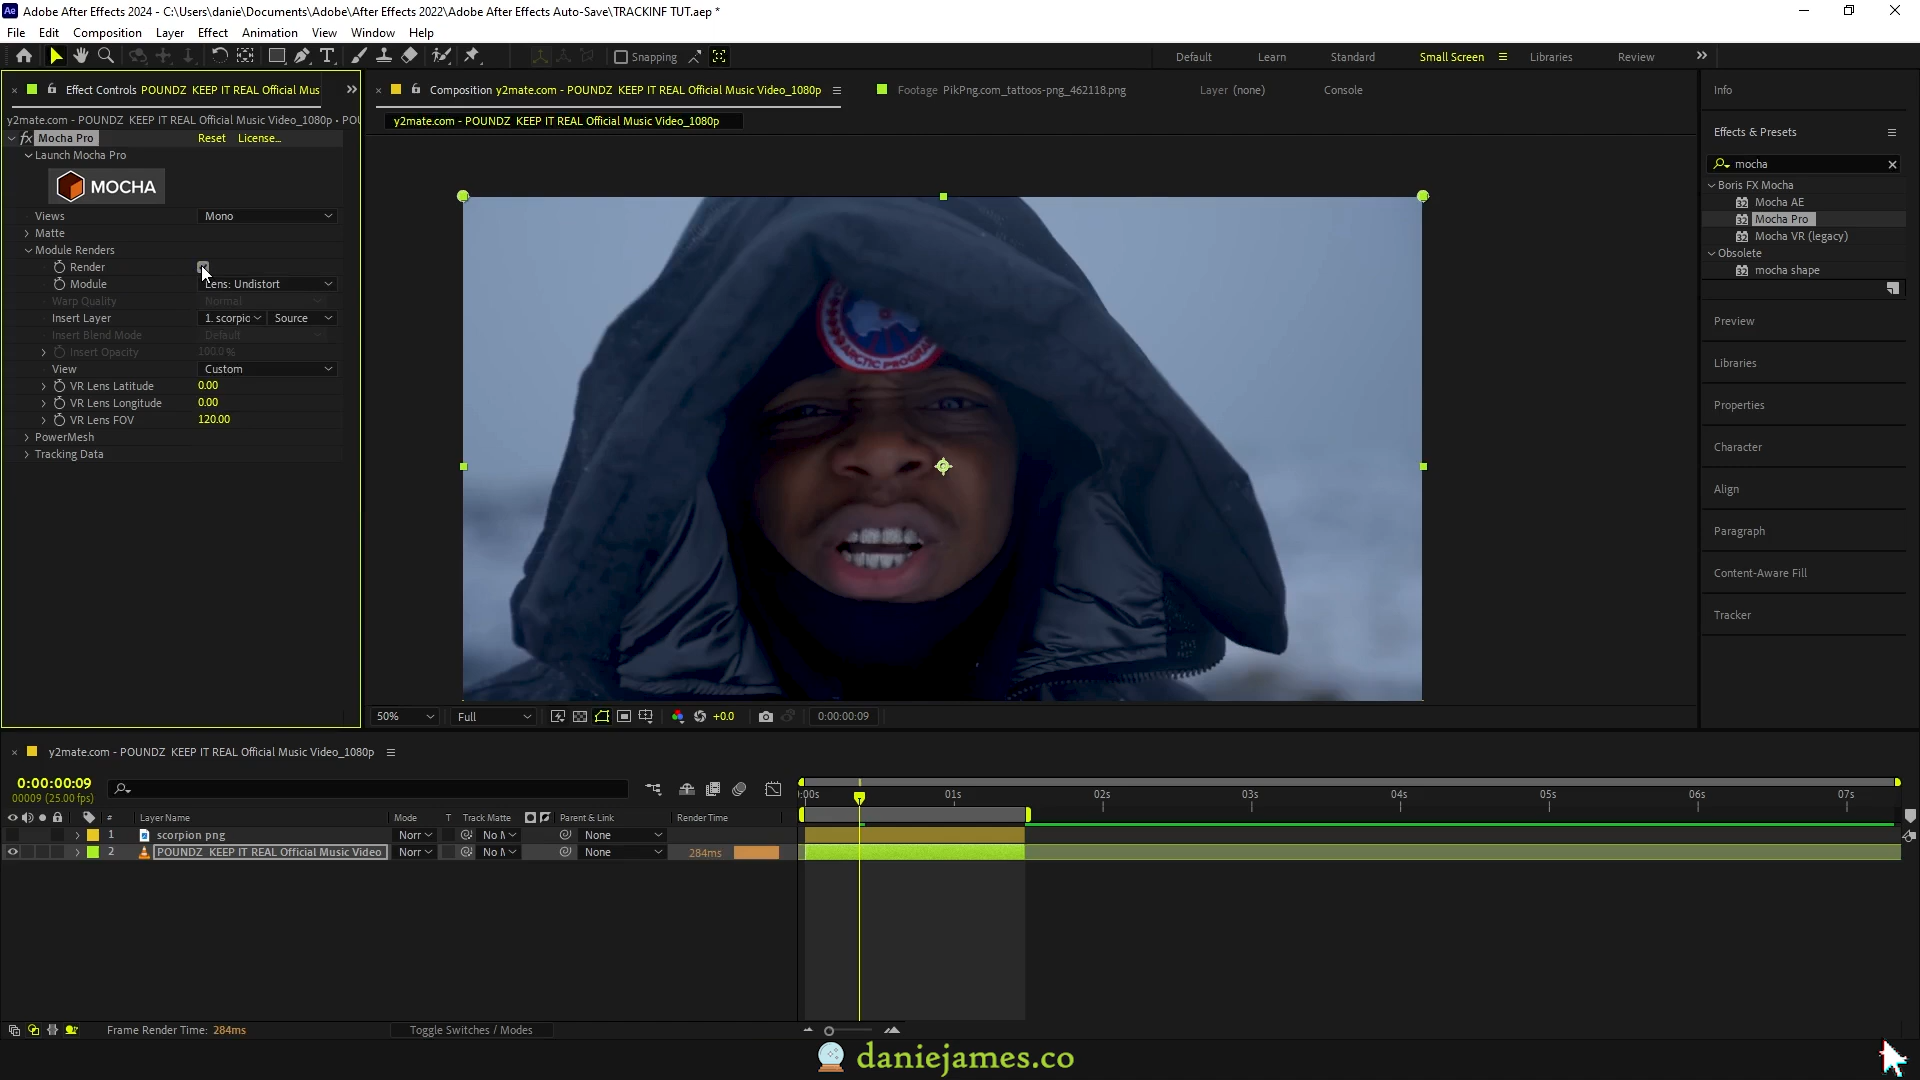 Adobe After Effects 2024 - C:\Users\danie\Documents\Adobe\After Effects 2022\Adobe After Effects Auto-Save\TRACKINF TUT.aep *
File Edit Composition Layer Effect Animation View Window Help
Snapping Default Learn Standard Small Screen Libraries Review
Effect Controls POUNDZ KEEP IT REAL Official Mus
Composition y2mate.com - POUNDZ KEEP IT REAL Official Music Video_1080p
Footage PikPng.com_tattoos-png_462118.png
Layer (none)
Console
y2mate.com - POUNDZ KEEP IT REAL Official Music Video_1080p • POU
y2mate.com - POUNDZ KEEP IT REAL Official Music Video_1080p
fx Mocha Pro Reset License...
Launch Mocha Pro
MOCHA
Views Mono
Matte
Module Renders
Render
Module Lens: Undistort
Warp Quality Normal
Insert Layer 1. scorpic Source
Insert Blend Mode Default
Insert Opacity 100.0%
View Custom
VR Lens Latitude 0.00
VR Lens Longitude 0.00
VR Lens FOV 120.00
PowerMesh
Tracking Data
ARCTIC PROGRA
50% Full +0.0 0:00:00:09
Info
Effects & Presets
mocha
Boris FX Mocha
Mocha AE
Mocha Pro
Mocha VR (legacy)
Obsolete
mocha shape
Preview
Libraries
Properties
Character
Align
Paragraph
Content-Aware Fill
Tracker
y2mate.com - POUNDZ KEEP IT REAL Official Music Video_1080p
0:00:00:09
00009 (25.00 fps)
# Layer Name Mode T Track Matte Parent & Link Render Time
1 scorpion png Norr No M None
2 POUNDZ KEEP IT REAL Official Music Video Norr No M None 284ms
:00s 01s 02s 03s 04s 05s 06s 07s
Frame Render Time: 284ms
Toggle Switches / Modes
daniejames.co